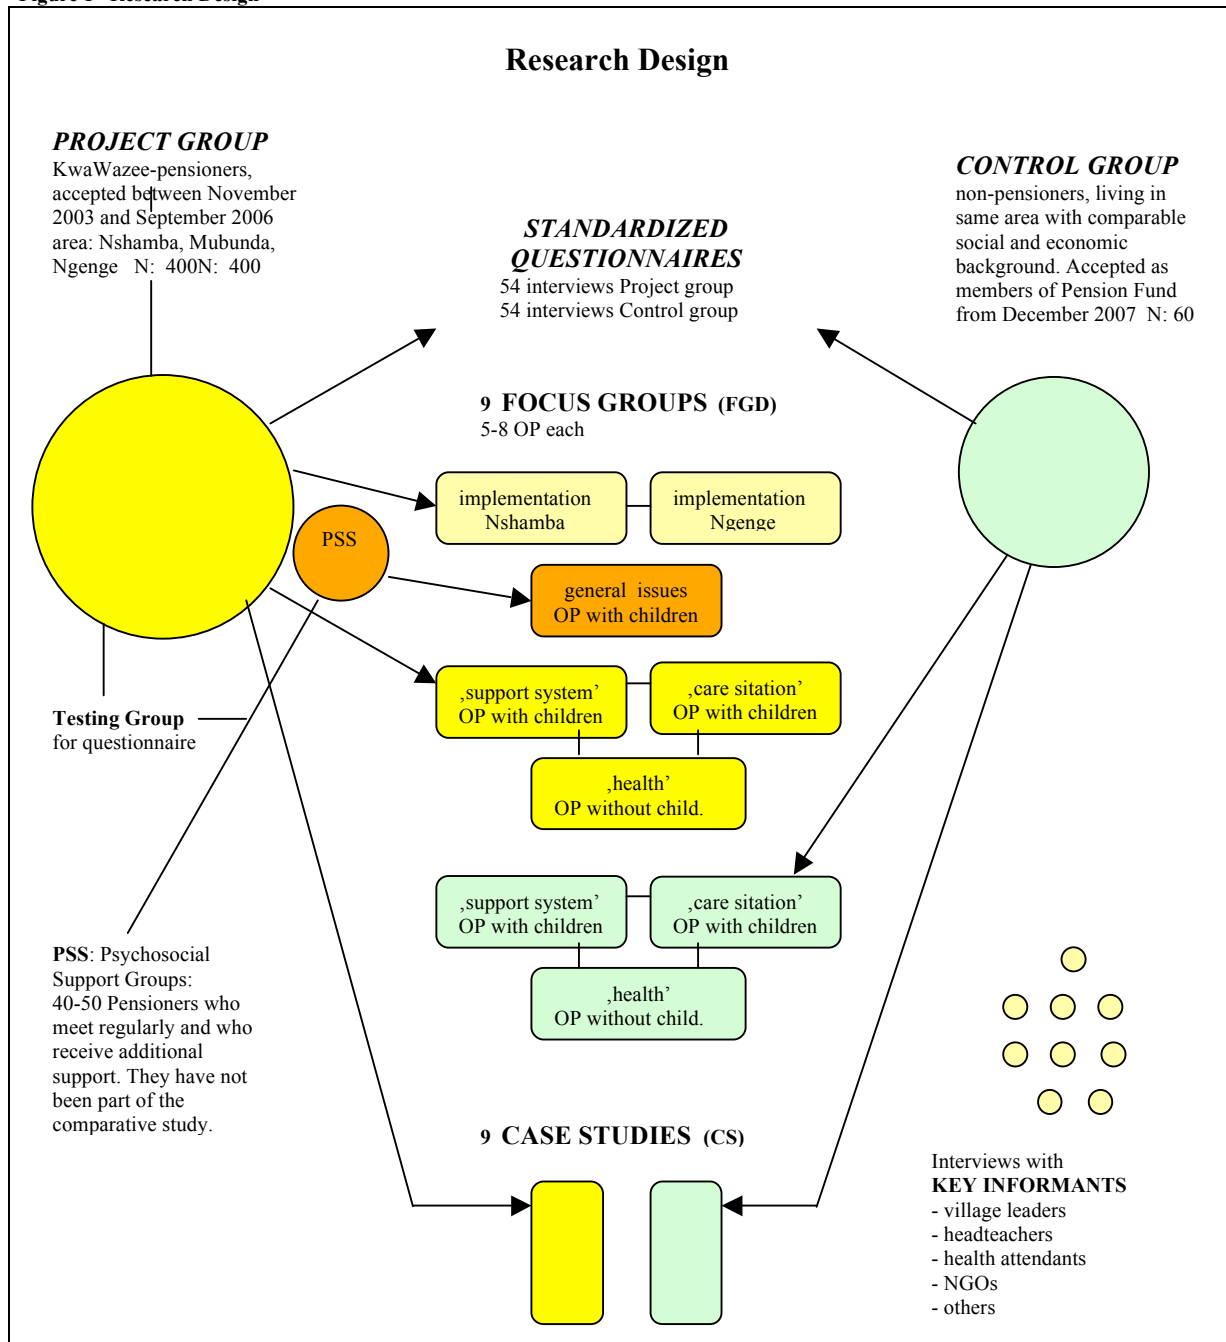 Figure 1 Research Design
Research Design
PROJECT GROUP
KwaWazee-pensioners,
accepted between November
2003 and September 2006
area: Nshamba, Mubunda,
Ngenge N: 400N: 400
CONTROL GROUP
non-pensioners, living in
same area with comparable
social and economic
background. Accepted as
members of Pension Fund
from December 2007 N: 60
STANDARDIZED
QUESTIONNAIRES
54 interviews Project group
54 interviews Control group
9 FOCUS GROUPS (FGD)
5-8 OP each
implementation
Nshamba
implementation
Ngenge
PSS
general issues
OP with children
‚support system’
OP with children
‚care sitation’
OP with children
‚health’
OP without child.
Testing Group
for questionnaire
‚support system’
OP with children
‚care sitation’
OP with children
‚health’
OP without child.
PSS: Psychosocial
Support Groups:
40-50 Pensioners who
meet regularly and who
receive additional
support. They have not
been part of the
comparative study.
9 CASE STUDIES (CS)
Interviews with
KEY INFORMANTS
- village leaders
- headteachers
- health attendants
- NGOs
- others